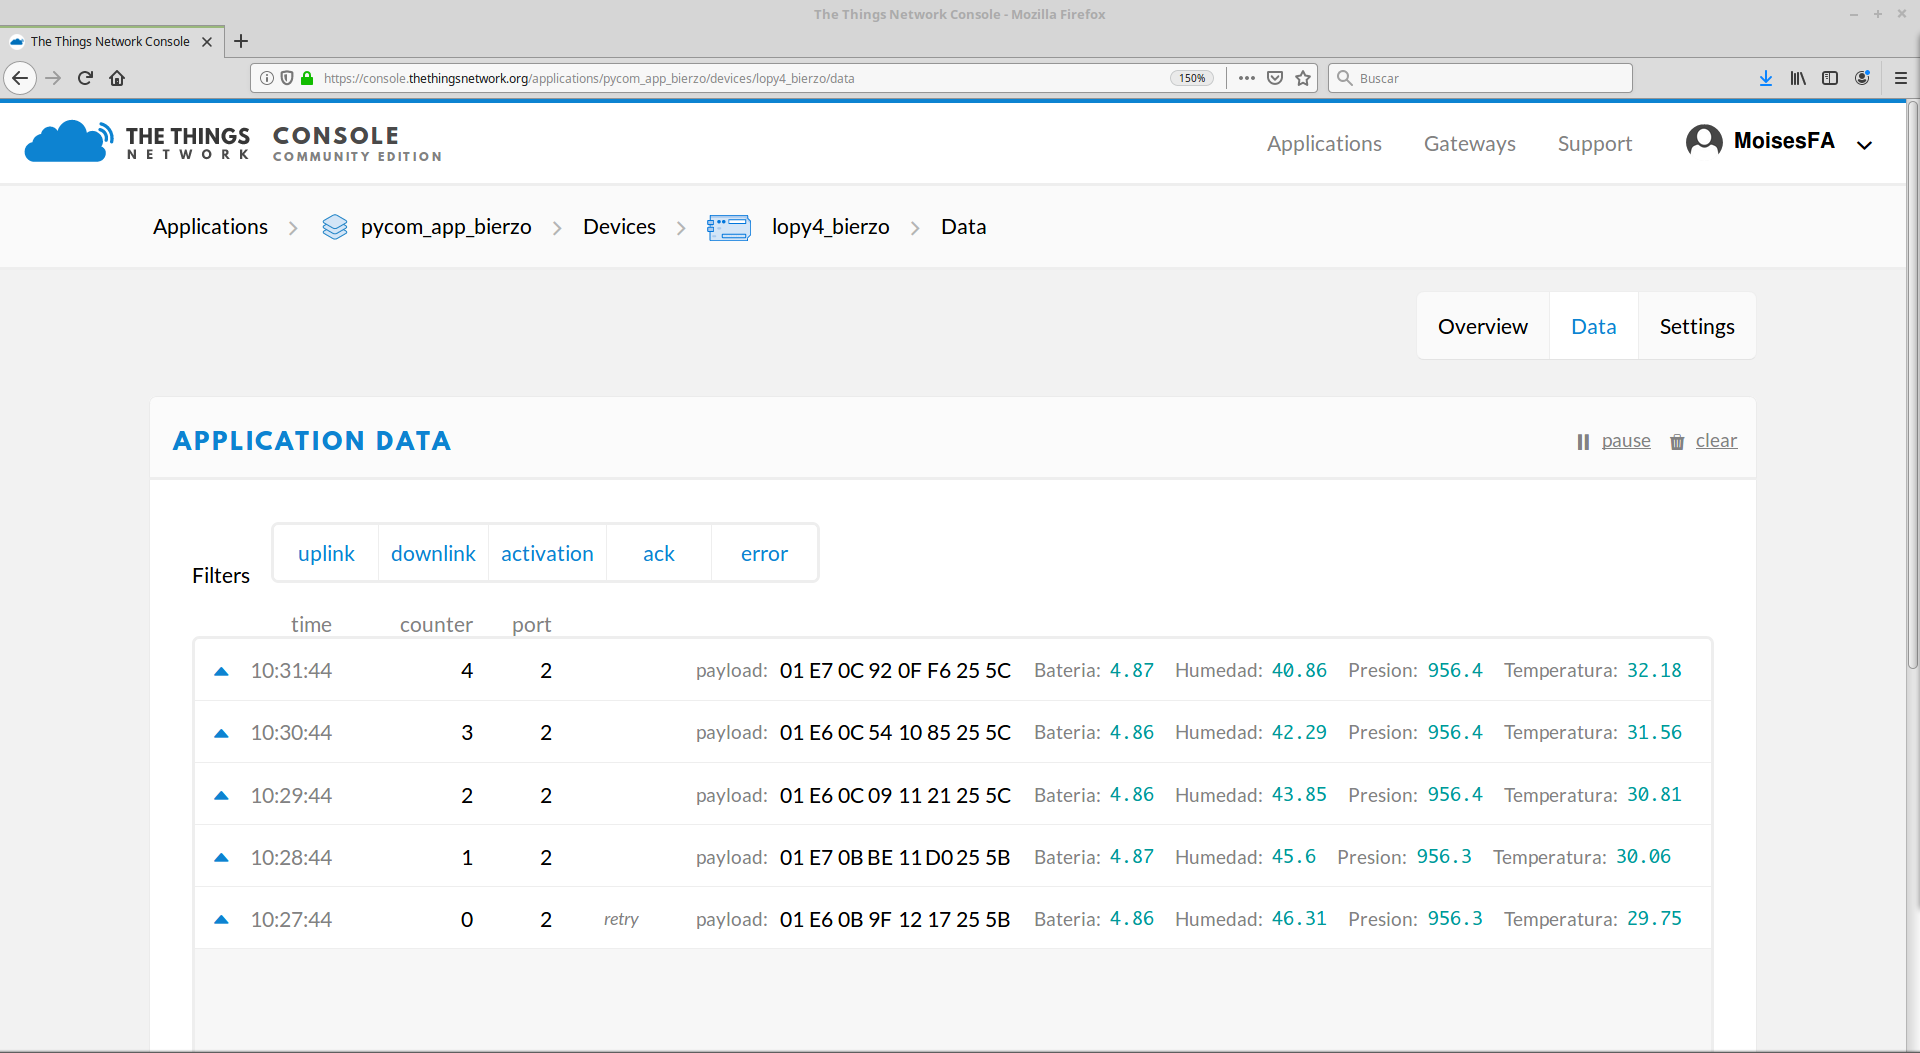 The Things Network Console - Mozilla Firefox
The Things Network Console
https://console.thethingsnetwork.org/applications/pycom_app_bierzo/devices/lopy4_bierzo/data 150% Buscar
THE THINGS NETWORK CONSOLE COMMUNITY EDITION Applications Gateways Support MoisesFA
Applications pycom_app_bierzo Devices lopy4_bierzo Data
Overview Data Settings
APPLICATION DATA pause clear
Filters uplink downlink activation ack error
time counter port
10:31:44 4 2 payload: 01 E7 0C 92 0F F6 25 5C Bateria: 4.87 Humedad: 40.86 Presion: 956.4 Temperatura: 32.18
10:30:44 3 2 payload: 01 E6 0C 54 10 85 25 5C Bateria: 4.86 Humedad: 42.29 Presion: 956.4 Temperatura: 31.56
10:29:44 2 2 payload: 01 E6 0C 09 11 21 25 5C Bateria: 4.86 Humedad: 43.85 Presion: 956.4 Temperatura: 30.81
10:28:44 1 2 payload: 01 E7 0B BE 11 D0 25 5B Bateria: 4.87 Humedad: 45.6 Presion: 956.3 Temperatura: 30.06
10:27:44 0 2 retry payload: 01 E6 0B 9F 12 17 25 5B Bateria: 4.86 Humedad: 46.31 Presion: 956.3 Temperatura: 29.75